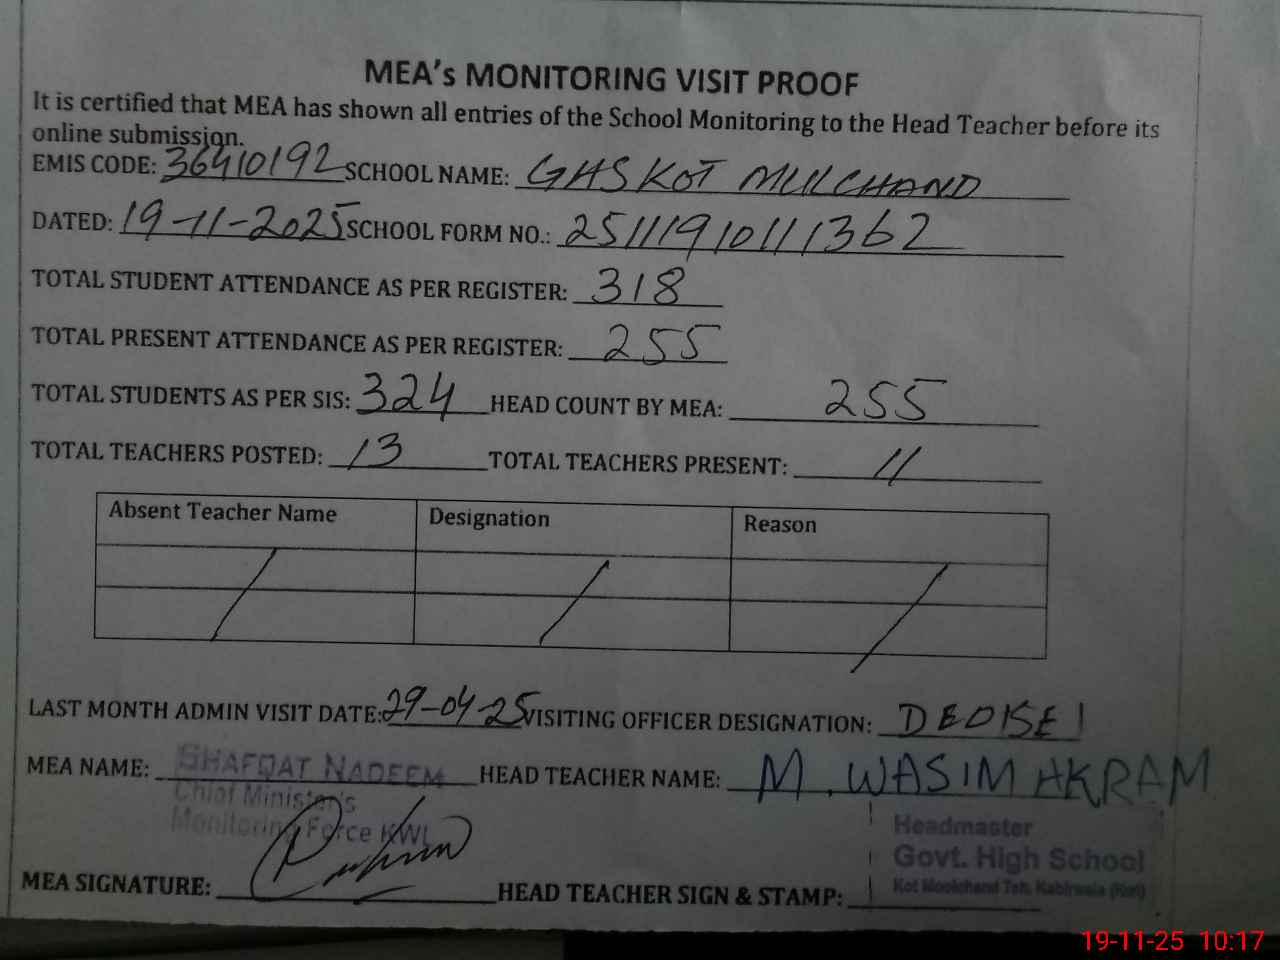 MEA's MONITORING VISIT PROOF
It is certified that MEA has shown all entries of the School Monitoring to the Head Teacher before its
online submission.
EMIS CODE: 36410192 SCHOOL NAME: GHS KOT MULCHAND
DATED: 19-11-2025 SCHOOL FORM NO.: 25111910111362
TOTAL STUDENT ATTENDANCE AS PER REGISTER: 318
TOTAL PRESENT ATTENDANCE AS PER REGISTER: 255
TOTAL STUDENTS AS PER SIS: 324 HEAD COUNT BY MEA: 255
TOTAL TEACHERS POSTED: 13 TOTAL TEACHERS PRESENT: 11
Absent Teacher Name Designation Reason
LAST MONTH ADMIN VISIT DATE: 29-04-25 VISITING OFFICER DESIGNATION:
MEA NAME: SHAFQAT NADEEM HEAD TEACHER NAME: M. WASIM AKRAM
Chief Minister's
Monitoring Force KWL
Headmaster
Govt. High School
Kot Moolchand Teh. Kabirwala
MEA SIGNATURE: HEAD TEACHER SIGN & STAMP:
19-11-25 10:17